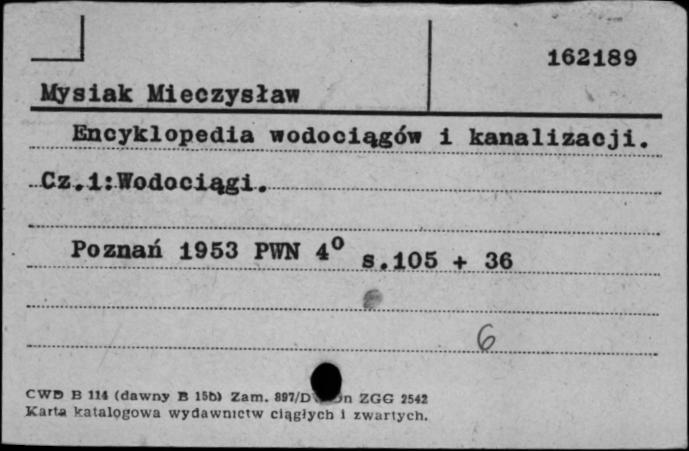 162189
Mysiak Mieczysław
Encyklopedia wodociągów i kanalizacji.
Cz.1:Wodociągi.
Poznań 1953 PWN 4° s.105 + 36
6
CWD B 114 (dawny B 15b) Zam. 897/D ZGG 2542
Karta katalogowa wydawnictw ciągłych i zwartych.